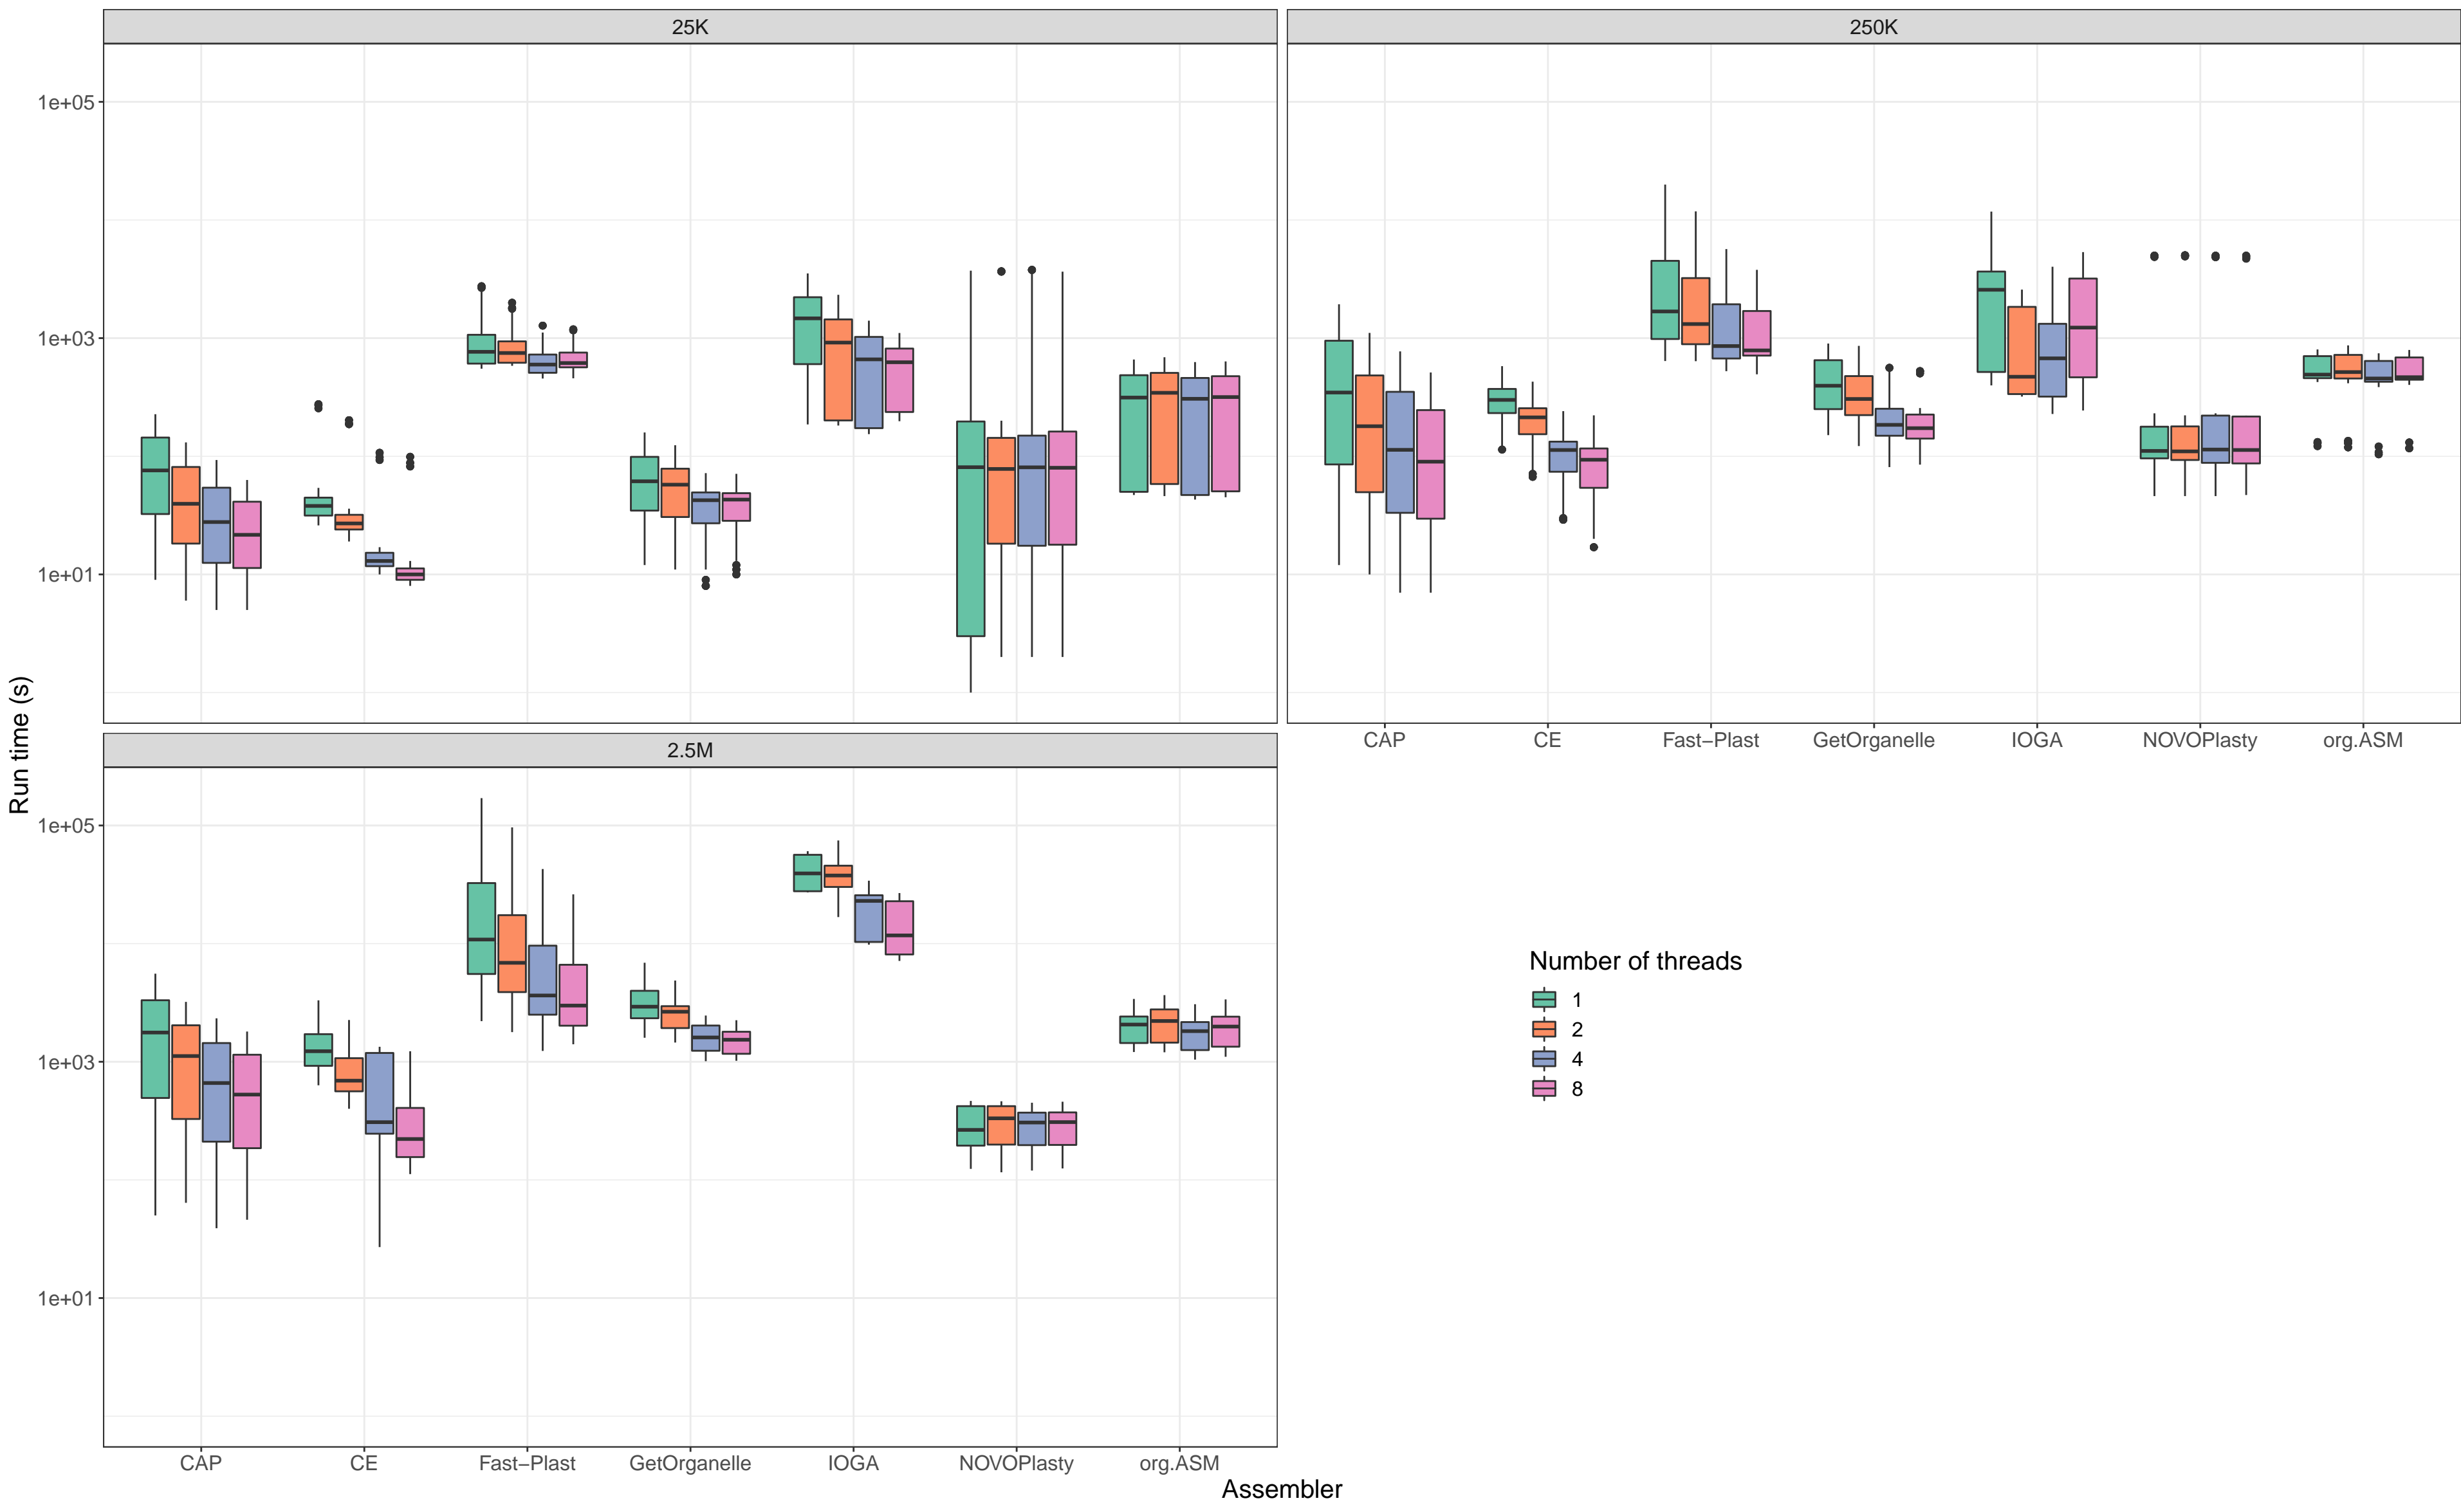 25K
250K
1e+05
1e+03
1e+01
CAP CE Fast−Plast GetOrganelle IOGA NOVOPlasty org.ASM
2.5M
Run time (s)
1e+05
1e+03
1e+01
Number of threads
1
2
4
8
CAP CE Fast−Plast GetOrganelle IOGA NOVOPlasty org.ASM
Assembler